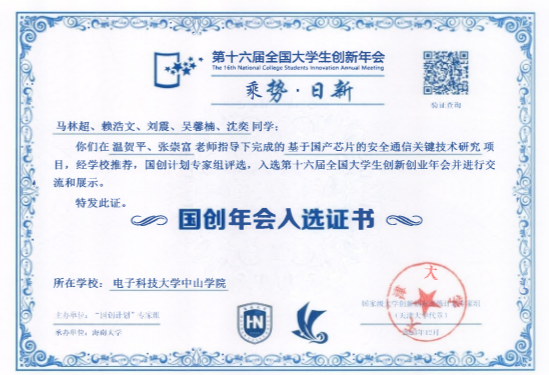 第十六届全国大学生创新年会
The 16th National College Students Innovation Annual Meeting
乘势·日新
验证查询
马林超、赖浩文、刘震、吴馨楠、沈奕 同学:
你们在 温贺平、张崇富 老师指导下完成的 基于国产芯片的安全通信关键技术研究 项
目，经学校推荐，国创计划专家组评选，入选第十六届全国大学生创新创业年会并进行交
流和展示。
特发此证。
国创年会入选证书
所在学校: 电子科技大学中山学院
主办单位: “国创计划”专家组
承办单位: 海南大学
HN
(天津大学代章)